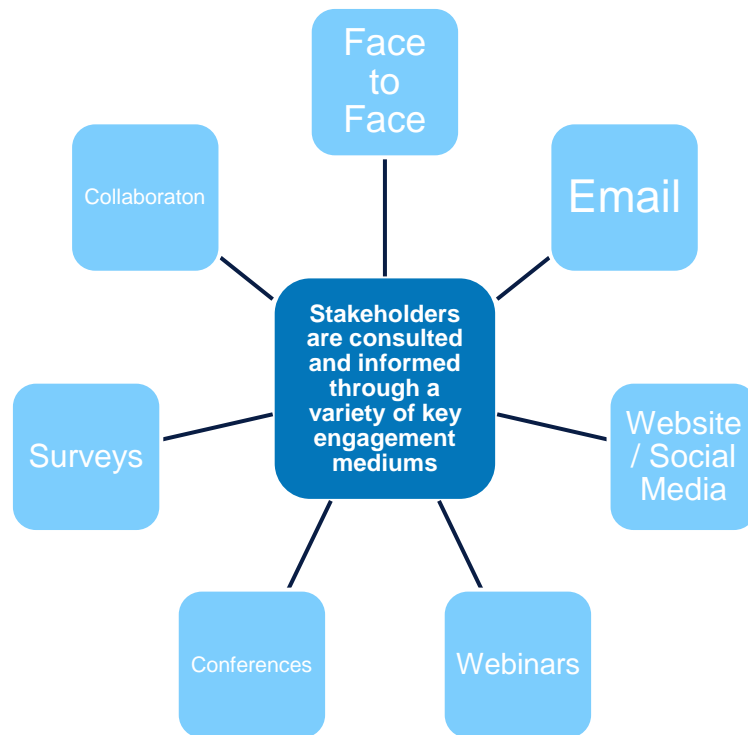 Face
to
Face
Email
Website
/ Social
Media
Webinars
Conferences
Surveys
Collaboraton
Stakeholders
are consulted
and informed
through a
variety of key
engagement
mediums